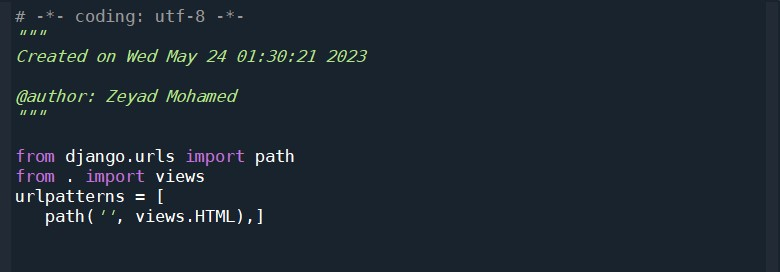 # -*- coding: utf-8 -*-
"""
Created on Wed May 24 01:30:21 2023
@author: Zeyad Mohamed
"""
from django.urls import path
from . import views
urlpatterns = [
   path('', views.HTML),]